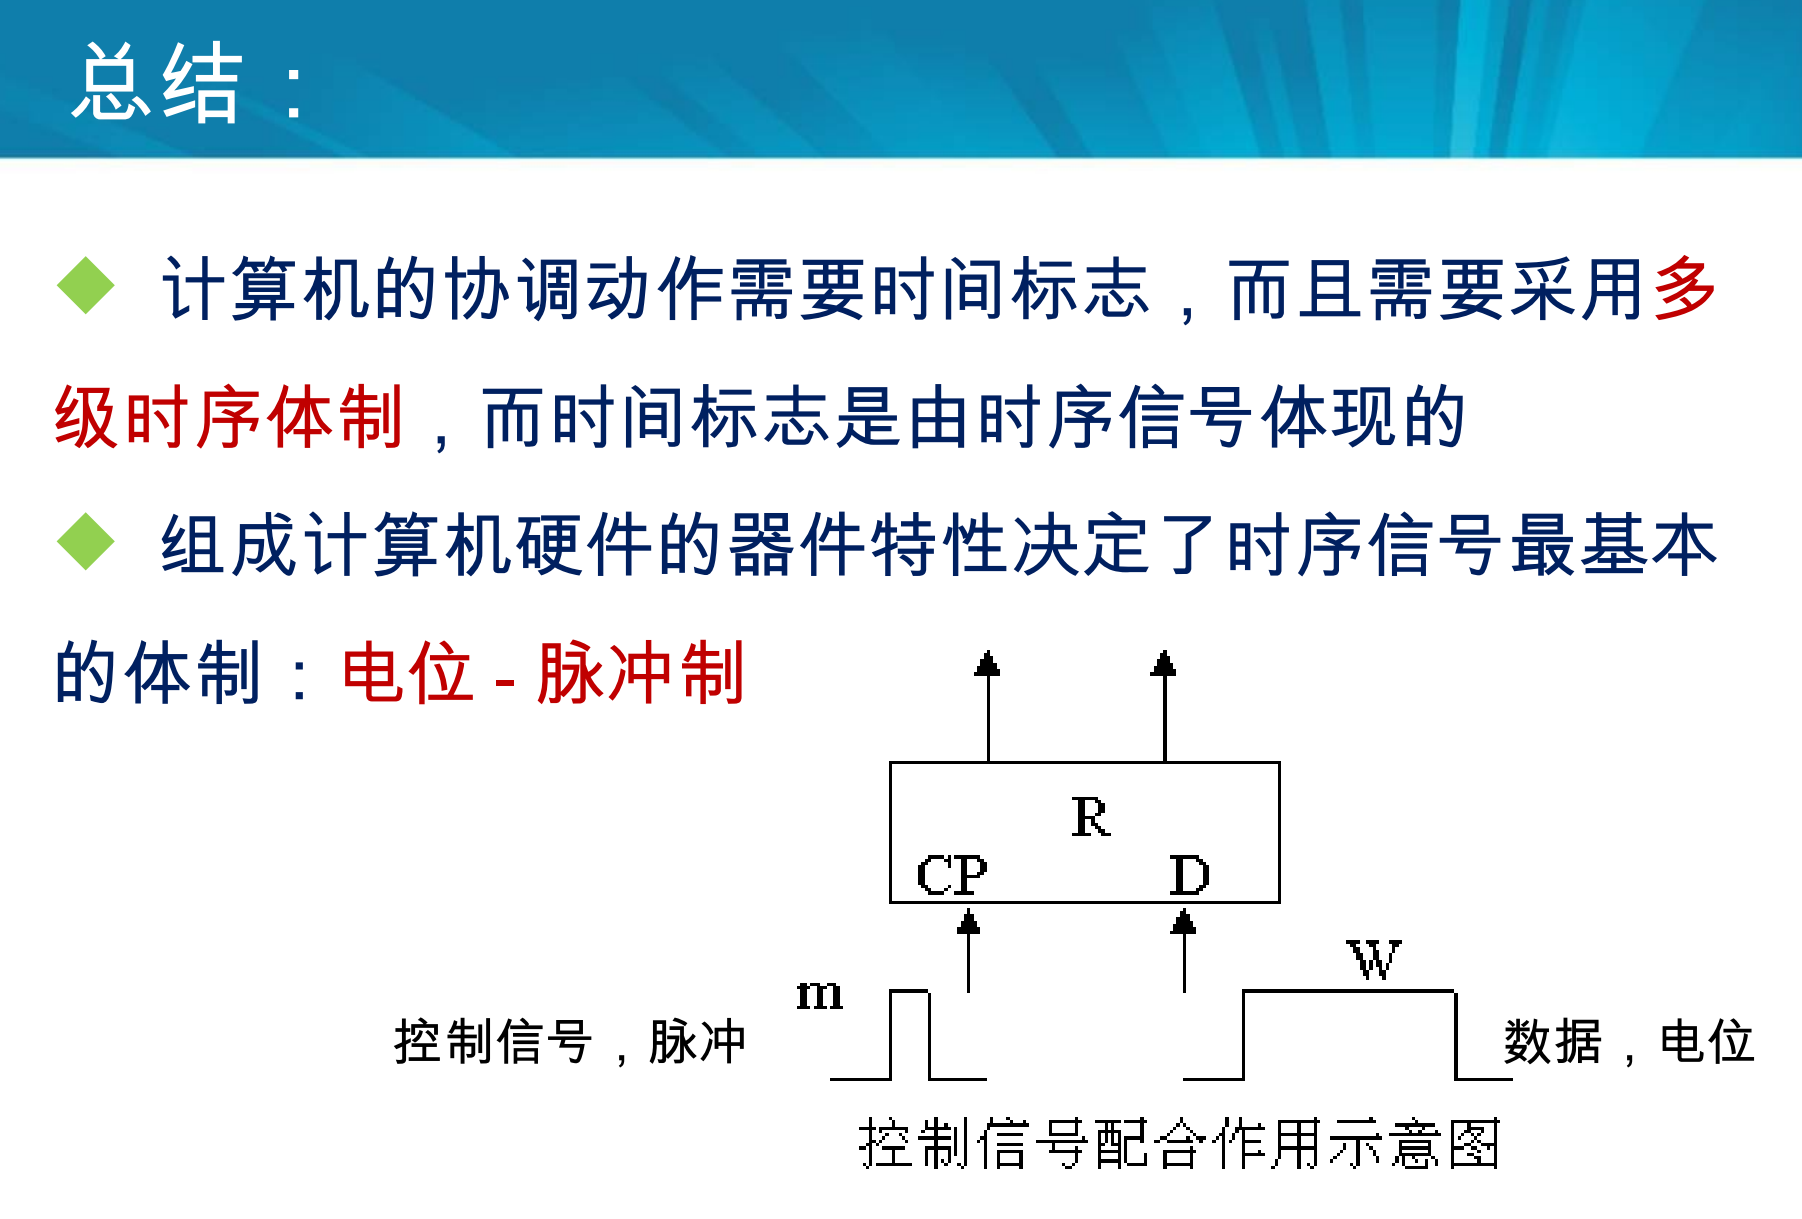 总结：
计算机的协调动作需要时间标志，而且需要采用多
级时序体制，而时间标志是由时序信号体现的
组成计算机硬件的器件特性决定了时序信号最基本
的体制：电位-脉冲制
R
CP D
W
m
控制信号，脉冲
数据，电位
控制信号配合作用示意图